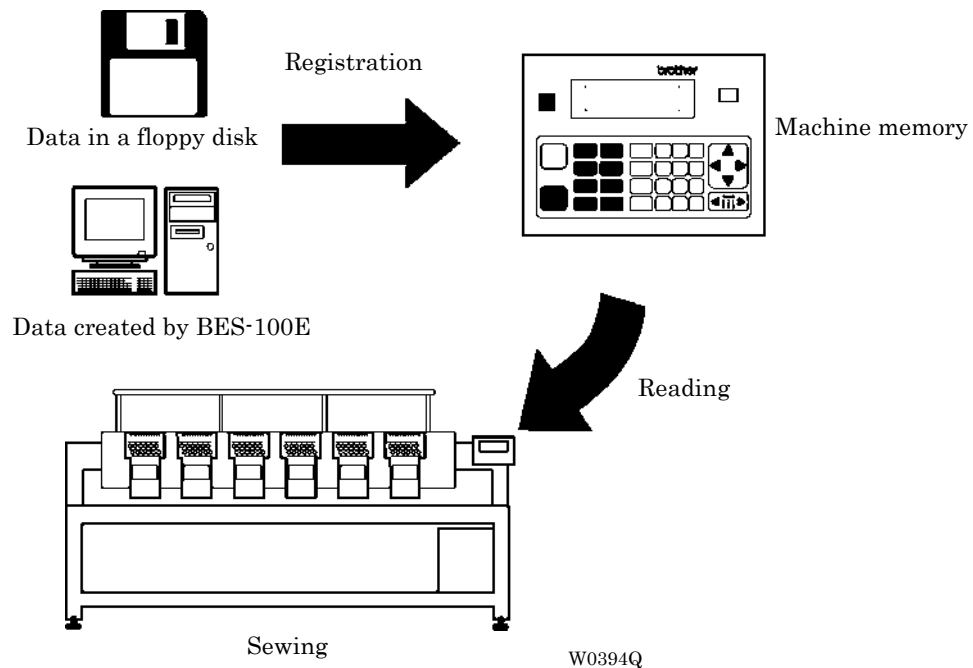 Registration
brother
Data in a floppy disk
Machine memory
Data created by BES-100E
Reading
Sewing
W0394Q